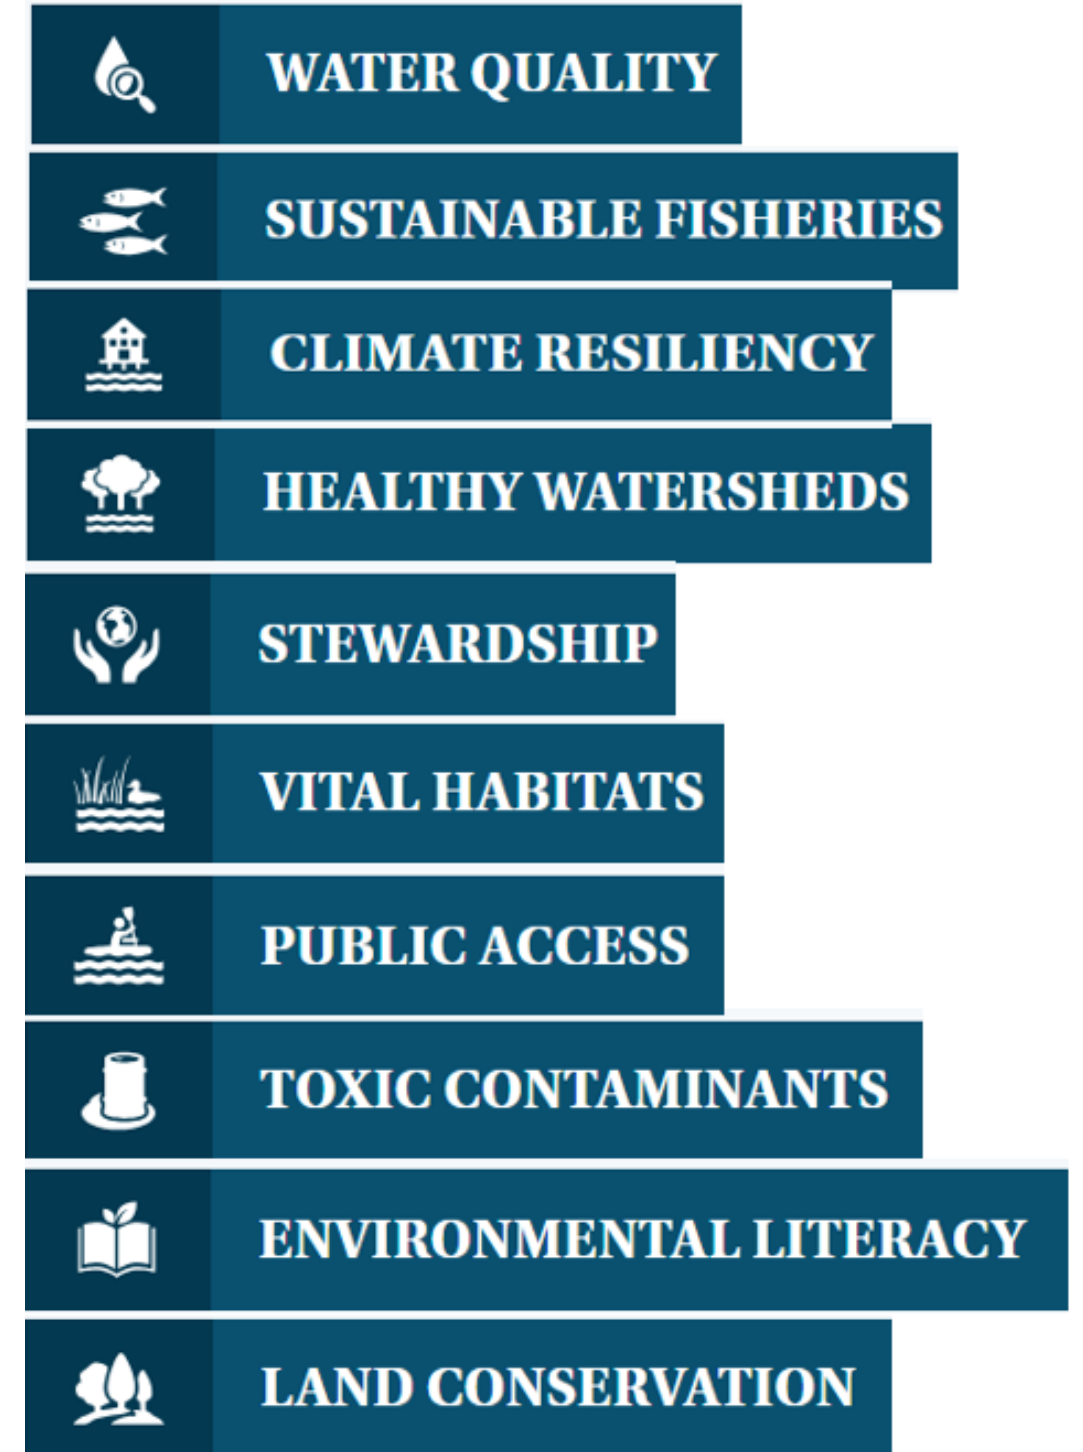 WATER QUALITY
SUSTAINABLE FISHERIES
CLIMATE RESILIENCY
HEALTHY WATERSHEDS
STEWARDSHIP
VITAL HABITATS
PUBLIC ACCESS
TOXIC CONTAMINANTS
ENVIRONMENTAL LITERACY
LAND CONSERVATION